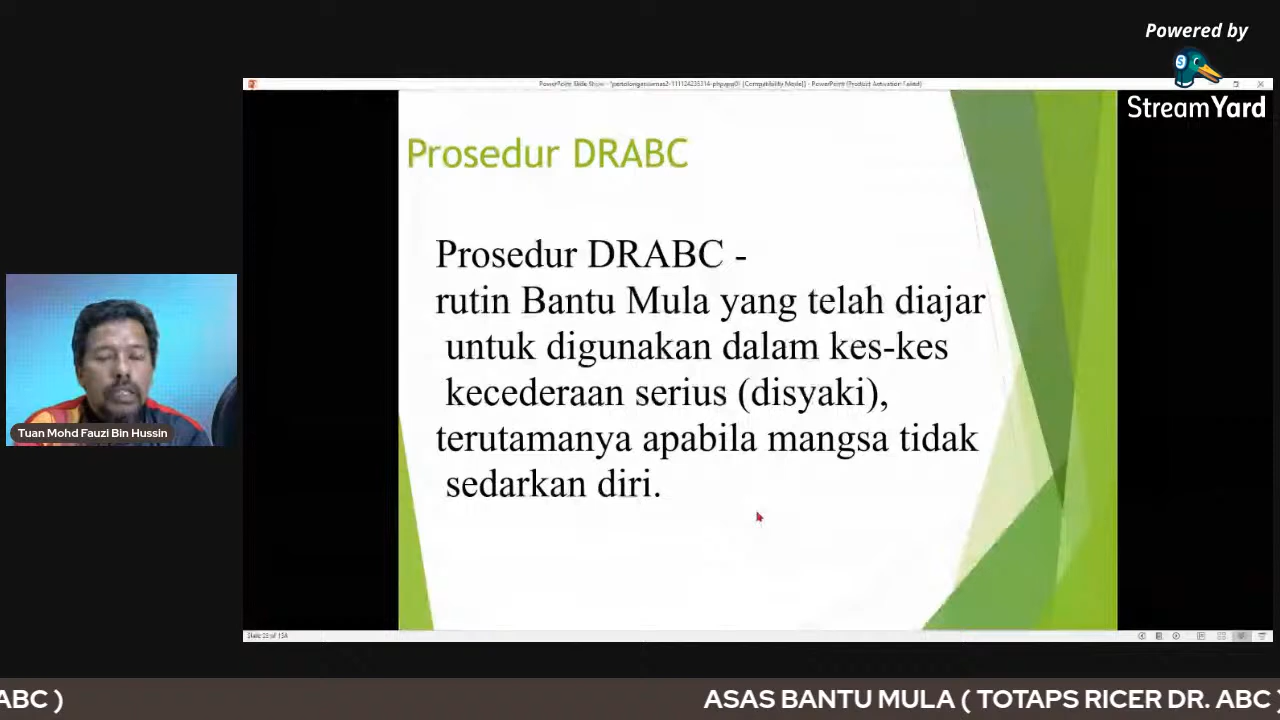 Powered by
StreamYard
Prosedur DRABC
Prosedur DRABC -
rutin Bantu Mula yang telah diajar
untuk digunakan dalam kes-kes
kecederaan serius (disyaki),
terutamanya apabila mangsa tidak
sedarkan diri.
Tuan Mohd Fauzi Bin Hussin
ABC )
ASAS BANTU MULA ( TOTAPS RICER DR. ABC )